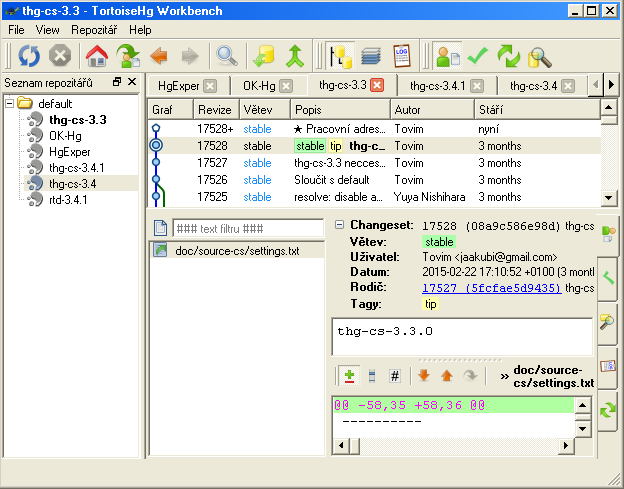 thg-cs-3.3 - TortoiseHg Workbench
File View Repozitář Help
LOG
Seznam repozitářů
default
thg-cs-3.3
OK-Hg
HgExper
thg-cs-3.4.1
thg-cs-3.4
rtd-3.4.1
HgExper OK-Hg thg-cs-3.3 thg-cs-3.4.1 thg-cs-3.4
Graf Revize Větev Popis Autor Stáří
17528+ stable ★ Pracovní adres... Tovim nyní
17528 stable stable tip thg-c... Tovim 3 months
17527 stable thg-cs-3.3 necces... Tovim 3 months
17526 stable Sloučit s default Tovim 3 months
17525 stable resolve: disable a... Yuya Nishihara 3 months
### text filtru ###
doc/source-cs/settings.txt
Changeset: 17528 (08a9c586e98d) thg-cs
Větev: stable
Uživatel: Tovim <jaakubi@gmail.com>
Datum: 2015-02-22 17:10:52 +0100 (3 mont
Rodič: 17527 (5fcfae5d9435) thg-cs
Tagy: tip
thg-cs-3.3.0
# » doc/source-
cs/settings.txt
@@ -58,35 +58,36 @@
----------